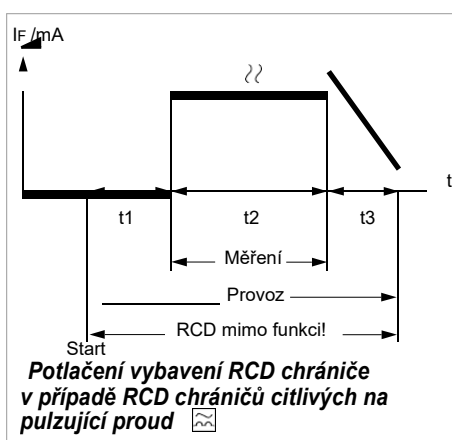 IF /mA
t
t1
t2
t3
Měření
Provoz
RCD mimo funkci!
Start
Potlačení vybavení RCD chrániče
v případě RCD chráničů citlivých na
pulzující proud